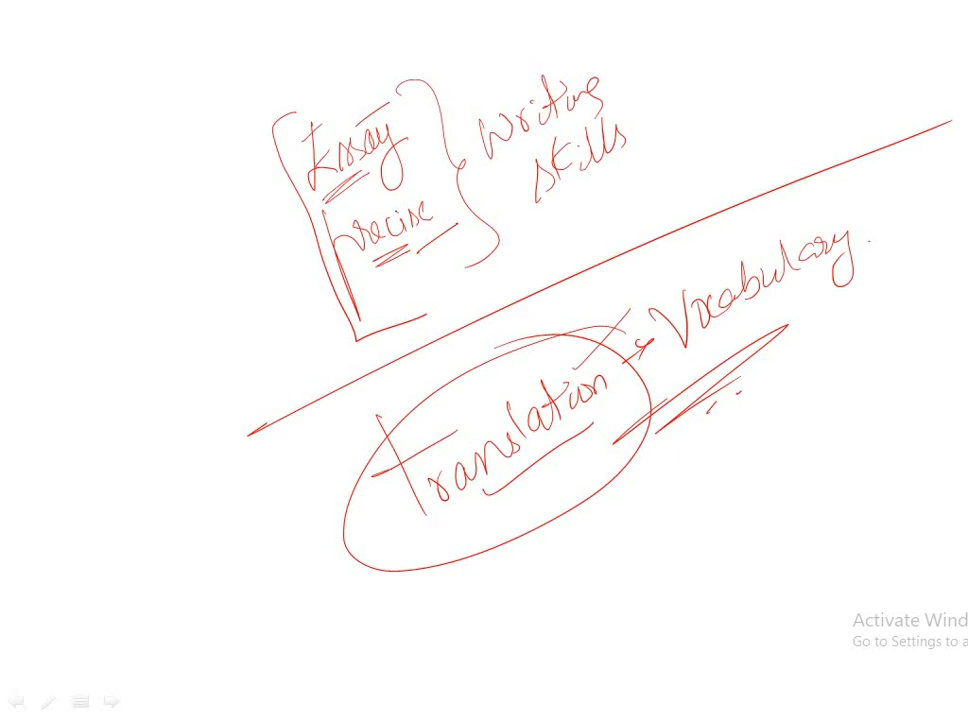 Essay
Precise
Writing
skills
Translation → Vocabulary.
Activate Wind
Go to Settings to a